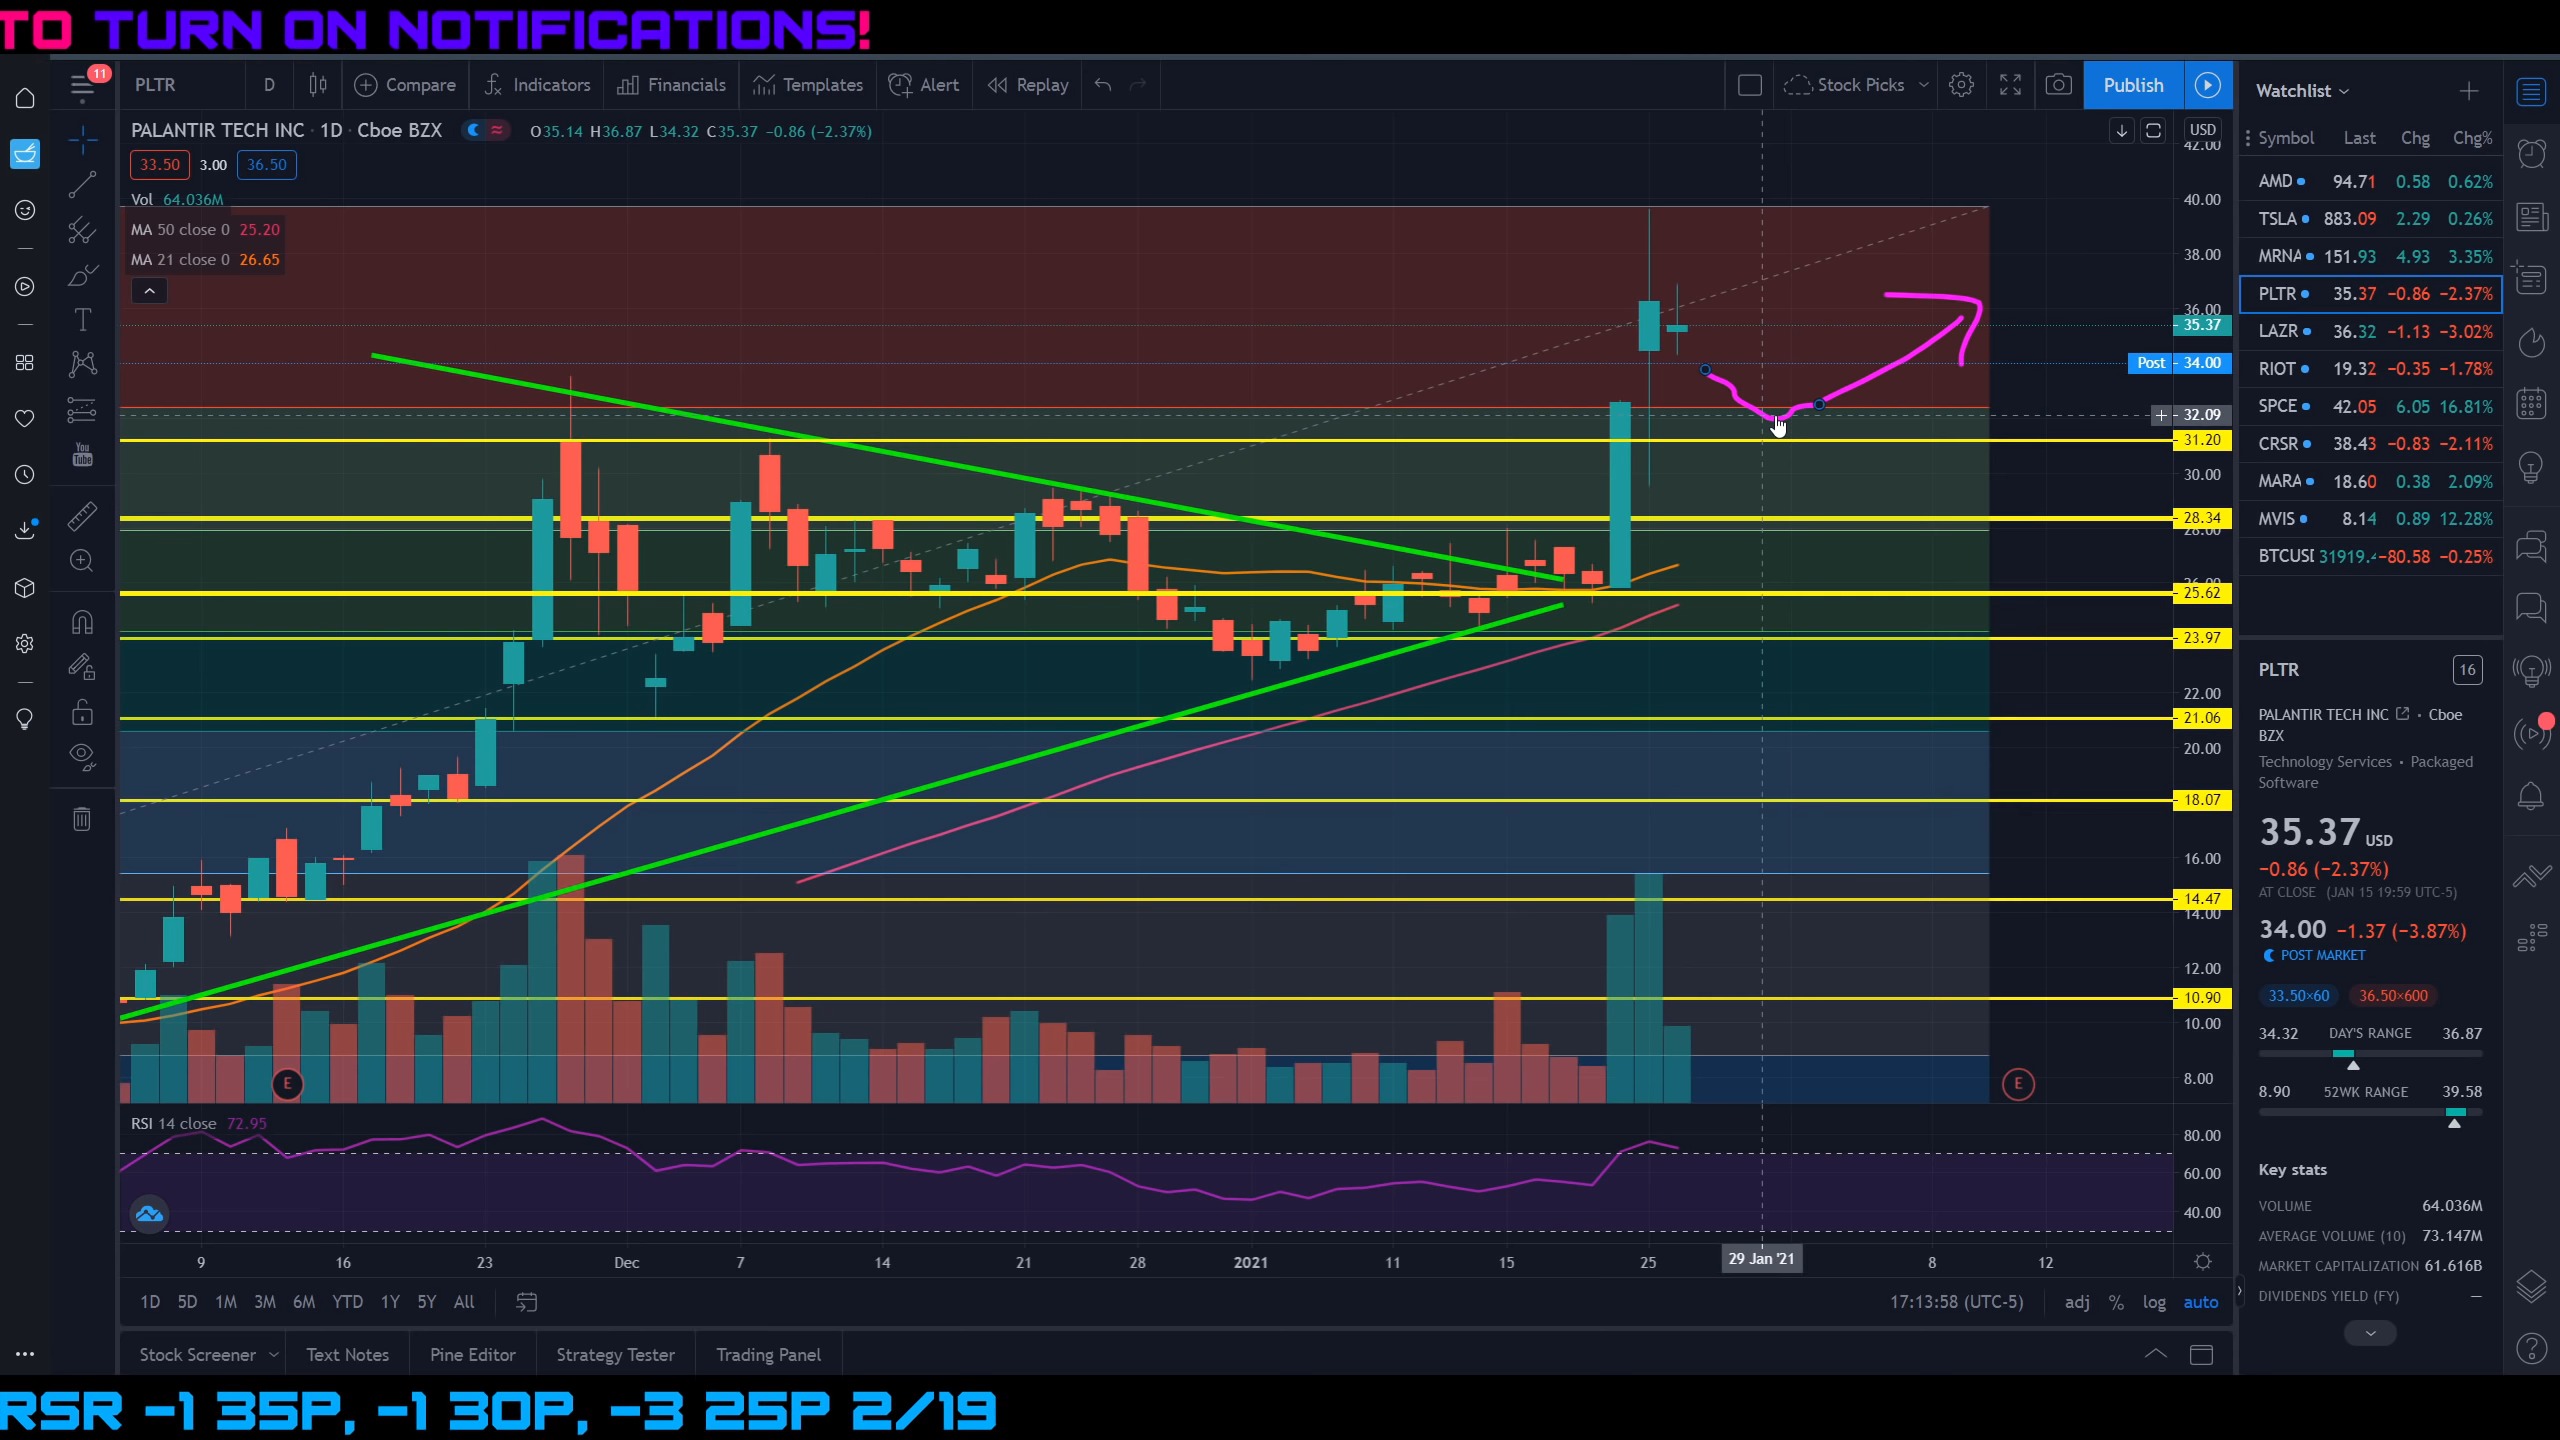 TO TURN ON NOTIFICATIONS!
11
PLTR D Compare Indicators Financials Templates Alert Replay Stock Picks Publish
PALANTIR TECH INC · 1D · Cboe BZX O35.14 H36.87 L34.32 C35.37 −0.86 (−2.37%)
33.50 3.00 36.50
Vol 64.036M
MA 50 close 0 25.20
MA 21 close 0 26.65
USD
42.00
40.00
38.00
36.00
35.37
Post 34.00
32.09
31.20
30.00
28.34
28.00
26.00
25.62
23.97
22.00
21.06
20.00
18.07
16.00
14.47
14.00
12.00
10.90
10.00
8.00
E E
You
Tube
RSI 14 close 72.95
80.00
60.00
40.00
9 16 23 Dec 7 14 21 28 2021 11 15 25 29 Jan '21 8 12
1D 5D 1M 3M 6M YTD 1Y 5Y All 17:13:58 (UTC-5) adj % log auto
Stock Screener Text Notes Pine Editor Strategy Tester Trading Panel
Watchlist
Symbol Last Chg Chg%
AMD 94.71 0.58 0.62%
TSLA 883.09 2.29 0.26%
MRNA 151.93 4.93 3.35%
PLTR 35.37 −0.86 −2.37%
LAZR 36.32 −1.13 −3.02%
RIOT 19.32 −0.35 −1.78%
SPCE 42.05 6.05 16.81%
CRSR 38.43 −0.83 −2.11%
MARA 18.60 0.38 2.09%
MVIS 8.14 0.89 12.28%
BTCUSD 31919.4 −80.58 −0.25%
PLTR 16
PALANTIR TECH INC · Cboe
BZX
Technology Services • Packaged
Software
35.37 USD
−0.86 (−2.37%)
AT CLOSE (JAN 15 19:59 UTC-5)
34.00 −1.37 (−3.87%)
POST MARKET
33.50×60 36.50×600
34.32 DAY'S RANGE 36.87
8.90 52WK RANGE 39.58
Key stats
VOLUME 64.036M
AVERAGE VOLUME (10) 73.147M
MARKET CAPITALIZATION 61.616B
DIVIDENDS YIELD (FY) —
RSR -1 35P, -1 30P, -3 25P 2/19